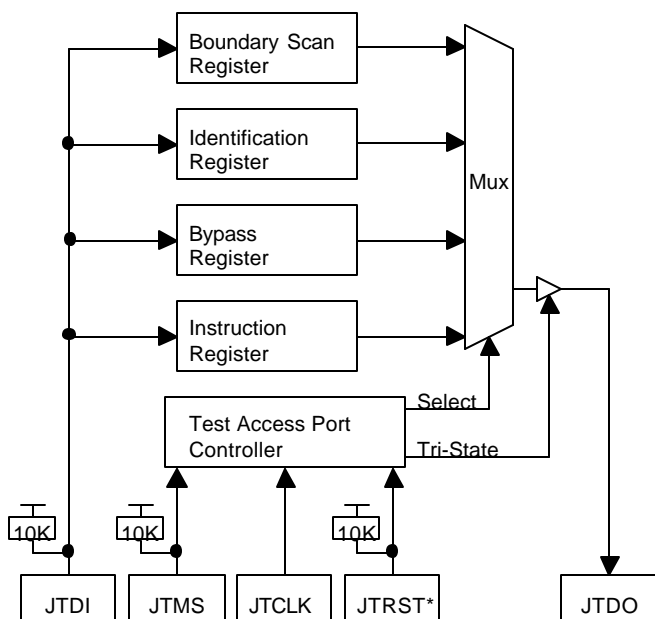 Boundary Scan
Register
Identification
Register
Mux
Bypass
Register
Instruction
Register
Select
Test Access Port
Controller
Tri-State
10K
10K
10K
JTDI
JTMS
JTCLK
JTRST*
JTDO